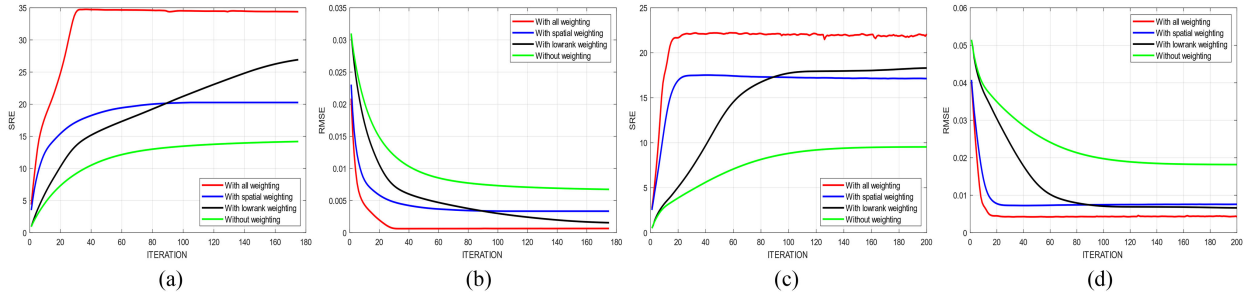 35
30
25
20
15
10
5
0
SRE
0 20 40 60 80 100 120 140 160 180
ITERATION
With all weighting
With spatial weighting
With lowrank weighting
Without weighting
(a)
0.035
0.03
0.025
0.02
0.015
0.01
0.005
0
RMSE
0 20 40 60 80 100 120 140 160 180
ITERATION
With all weighting
With spatial weighting
With lowrank weighting
Without weighting
(b)
25
20
15
10
5
0
SRE
0 20 40 60 80 100 120 140 160 180 200
ITERATION
With all weighting
With spatial weighting
With lowrank weighting
Without weighting
(c)
0.06
0.05
0.04
0.03
0.02
0.01
0
RMSE
0 20 40 60 80 100 120 140 160 180 200
ITERATION
With all weighting
With spatial weighting
With lowrank weighting
Without weighting
(d)